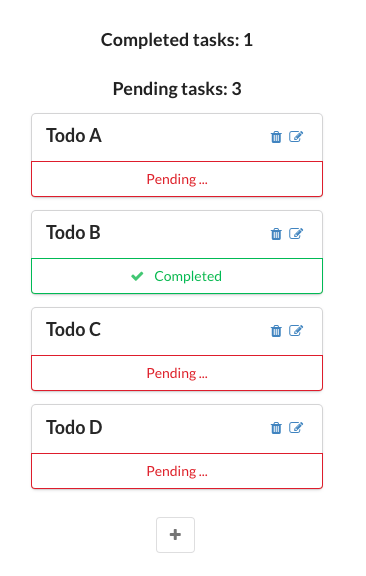 Completed tasks: 1
Pending tasks: 3
Todo A
Pending ...
Todo B
Completed
Todo C
Pending ...
Todo D
Pending ...